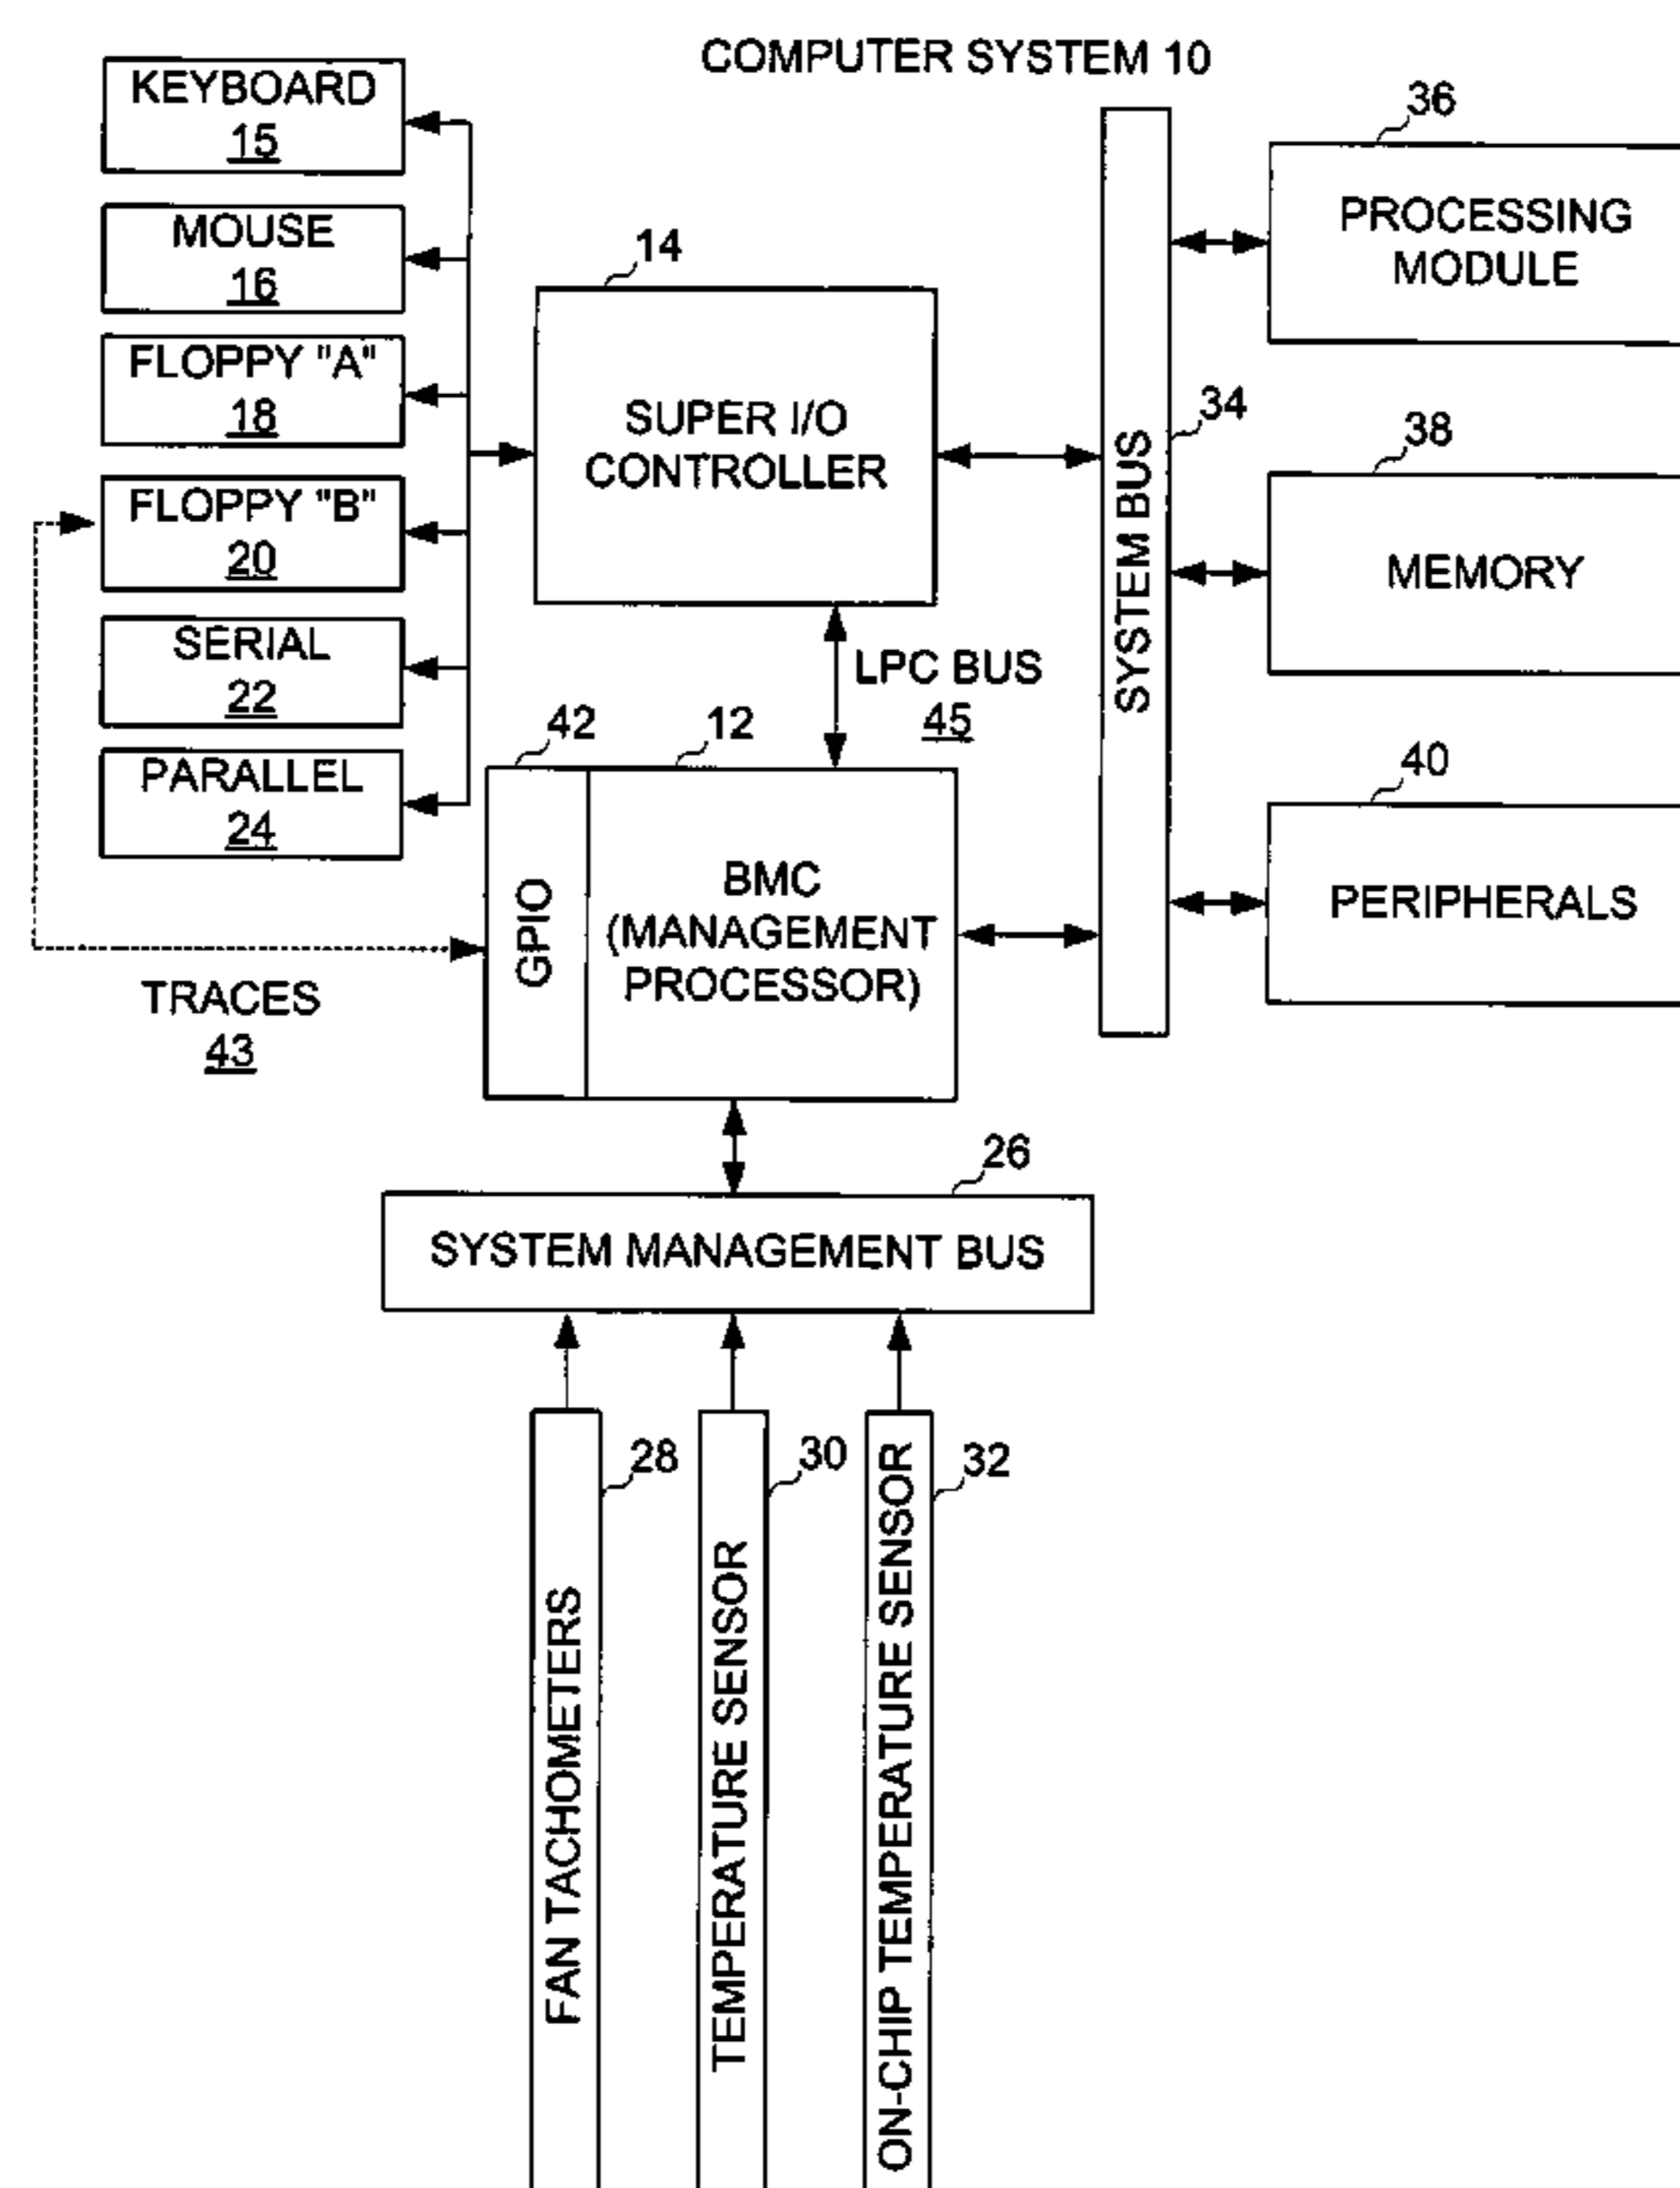 COMPUTER SYSTEM 10
KEYBOARD
15
MOUSE
16
FLOPPY "A"
18
FLOPPY "B"
20
SERIAL
22
PARALLEL
24
TRACES
43
14
SUPER I/O
CONTROLLER
LPC BUS
45
42
12
GPIO
BMC
(MANAGEMENT
PROCESSOR)
34
SYSTEM BUS
36
PROCESSING
MODULE
38
MEMORY
40
PERIPHERALS
26
SYSTEM MANAGEMENT BUS
28
FAN TACHOMETERS
30
TEMPERATURE SENSOR
32
ON-CHIP TEMPERATURE SENSOR